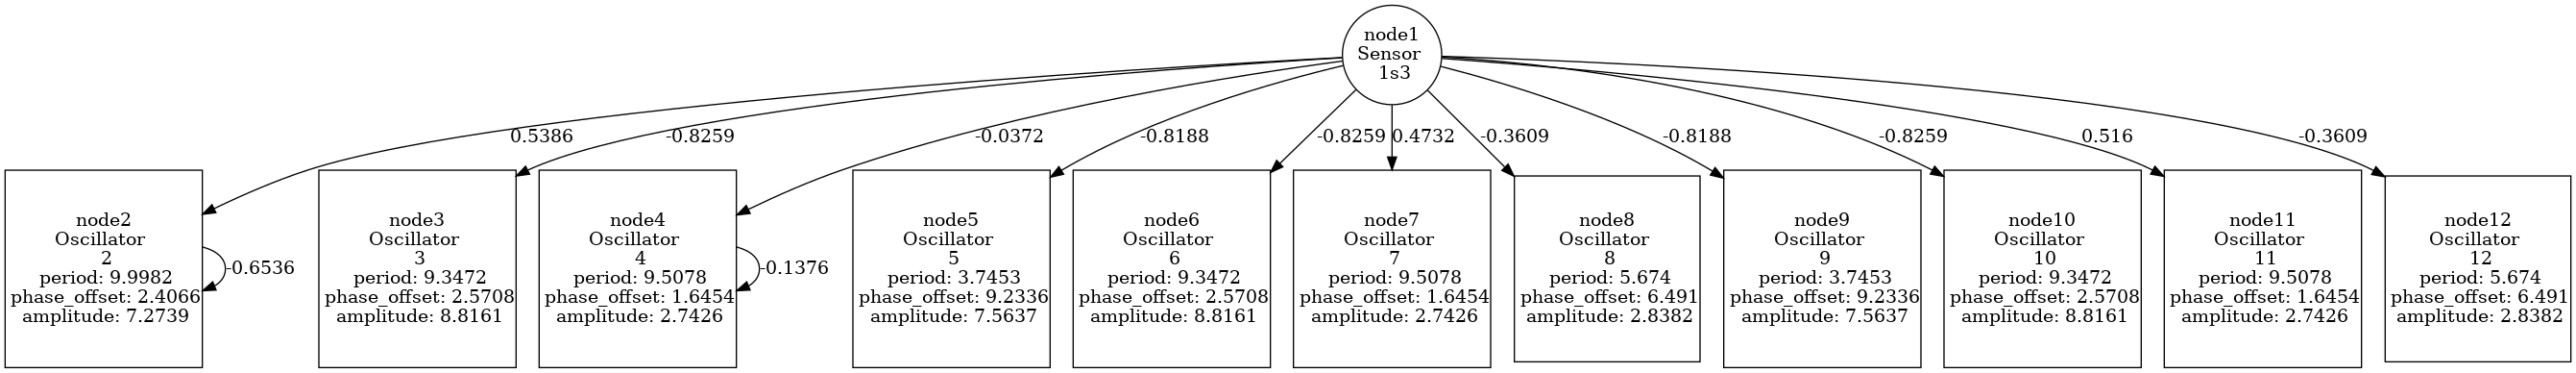 node1
Sensor
1s3
0.5386
-0.8259
-0.0372
-0.8188
-0.8259
0.4732
-0.3609
-0.8188
-0.8259
0.516
-0.3609
node2
Oscillator
2
period: 9.9982
phase_offset: 2.4066
amplitude: 7.2739
-0.6536
node3
Oscillator
3
period: 9.3472
phase_offset: 2.5708
amplitude: 8.8161
node4
Oscillator
4
period: 9.5078
phase_offset: 1.6454
amplitude: 2.7426
-0.1376
node5
Oscillator
5
period: 3.7453
phase_offset: 9.2336
amplitude: 7.5637
node6
Oscillator
6
period: 9.3472
phase_offset: 2.5708
amplitude: 8.8161
node7
Oscillator
7
period: 9.5078
phase_offset: 1.6454
amplitude: 2.7426
node8
Oscillator
8
period: 5.674
phase_offset: 6.491
amplitude: 2.8382
node9
Oscillator
9
period: 3.7453
phase_offset: 9.2336
amplitude: 7.5637
node10
Oscillator
10
period: 9.3472
phase_offset: 2.5708
amplitude: 8.8161
node11
Oscillator
11
period: 9.5078
phase_offset: 1.6454
amplitude: 2.7426
node12
Oscillator
12
period: 5.674
phase_offset: 6.491
amplitude: 2.8382